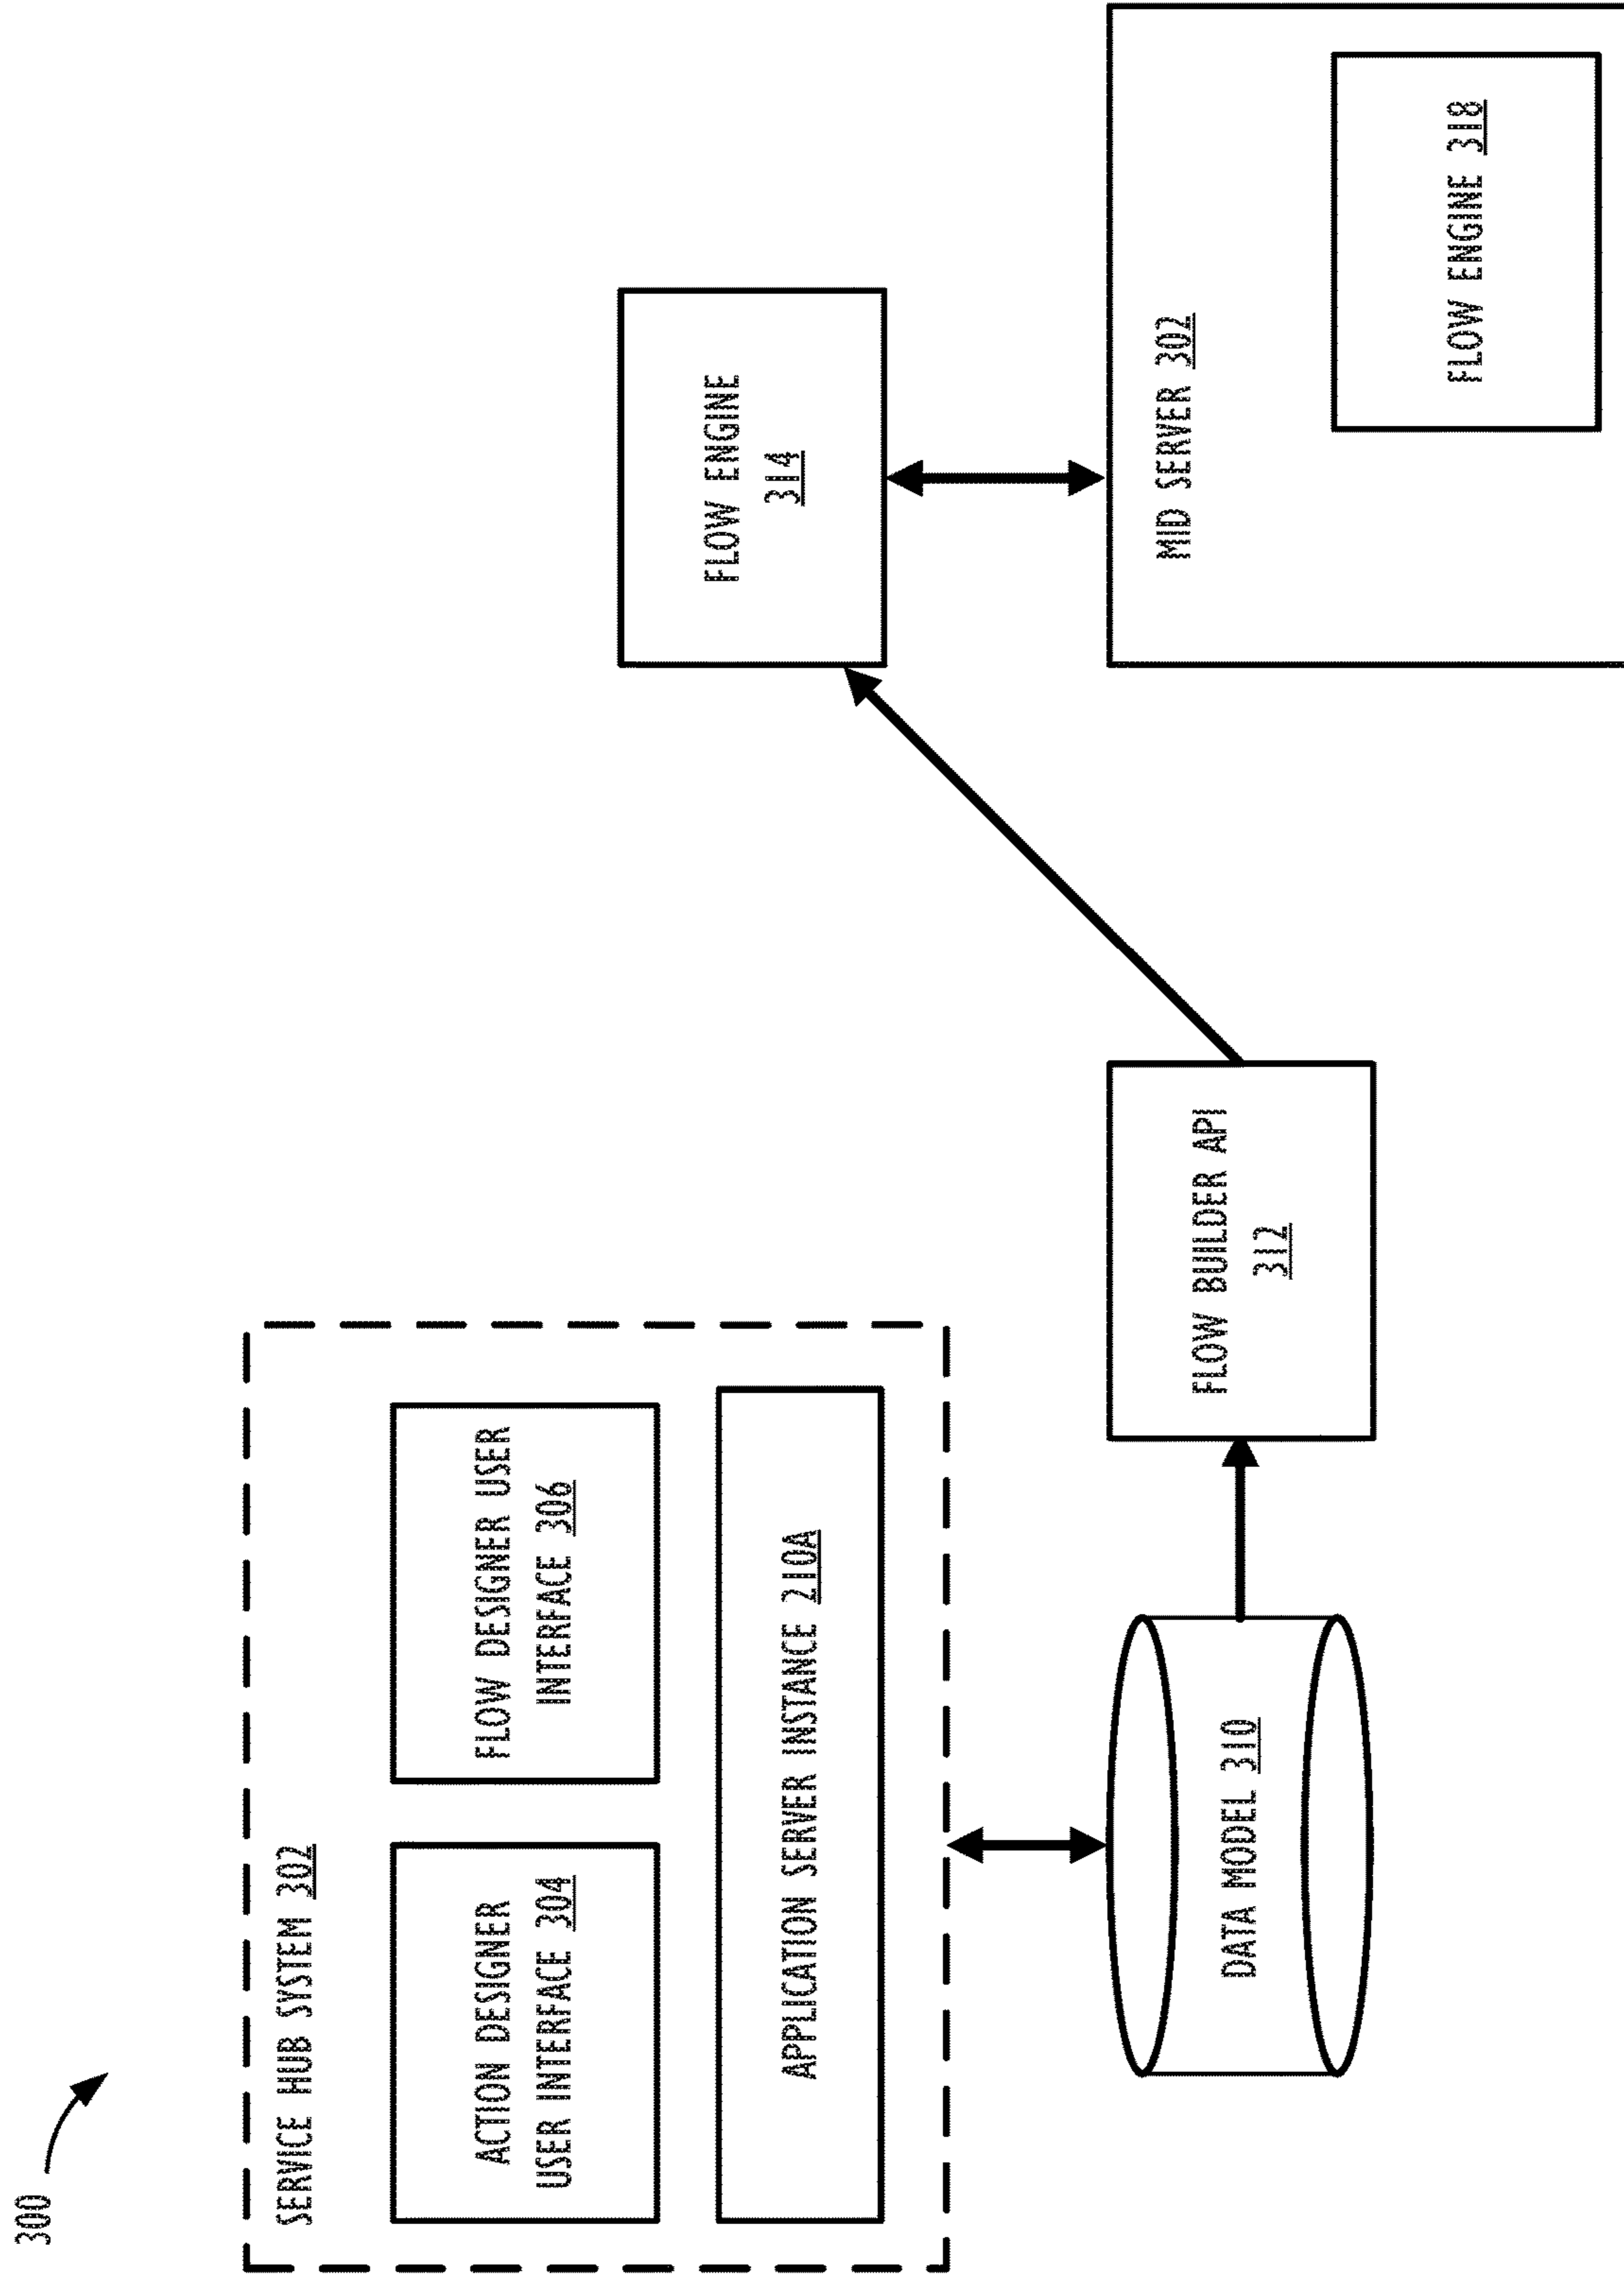 300
SERVICE HUB SYSTEM 302
ACTION DESIGNER
USER INTERFACE 304
FLOW DESIGNER USER
INTERFACE 306
APPLICATION SERVER INSTANCE 210A
DATA MODEL 310
FLOW BUILDER API
312
FLOW ENGINE
314
MID SERVER 302
FLOW ENGINE 318